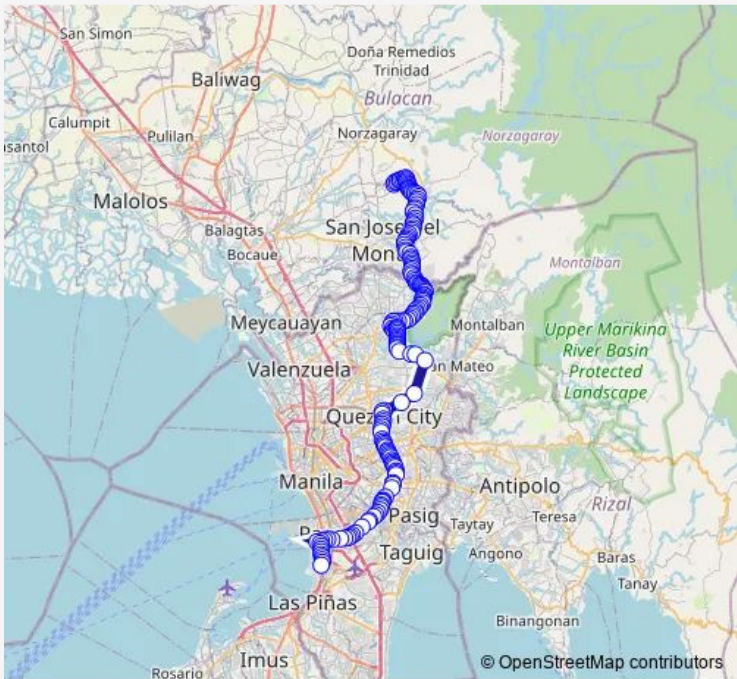 San Simon
Doña Remedios
Trinidad
Baliwag
Bulacan
Calumpit
Pulilan
Norzagaray
Norzagaray
asantol
Malolos
Balagtas
San Jose del
Mont
Bocaue
Montalban
Meycauayan
Montalban
Upper Marikina
River Basin
Protected
Landscape
Valenzuela
an Mateo
Quezon City
Manila
Antipolo
Rizal
Pasig
Taytay
Teresa
Taguig
Angono
Baras
Tanay
Las Piñas
Binangonan
Imus
Rosario
© OpenStreetMap contributors